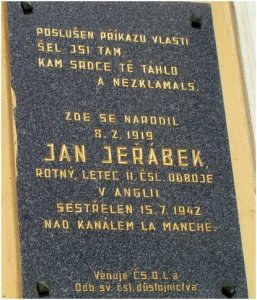 POSLUŠEN PŘÍKAZU VLASTI
ŠEL JSI TAM,
KAM SRDCE TĚ TÁHLO
A NEZKLAMALS.
ZDE SE NARODIL
8. 2. 1919
JAN JEŘÁBEK,
ROTNÝ, LETEC II. ČSL. ODBOJE
V ANGLII
SESTŘELEN 15. 7. 1942
NAD KANÁLEM LA MANCHE.
Věnuje ČS.O.L. a
Odb. sv. čsl. důstojnictva.